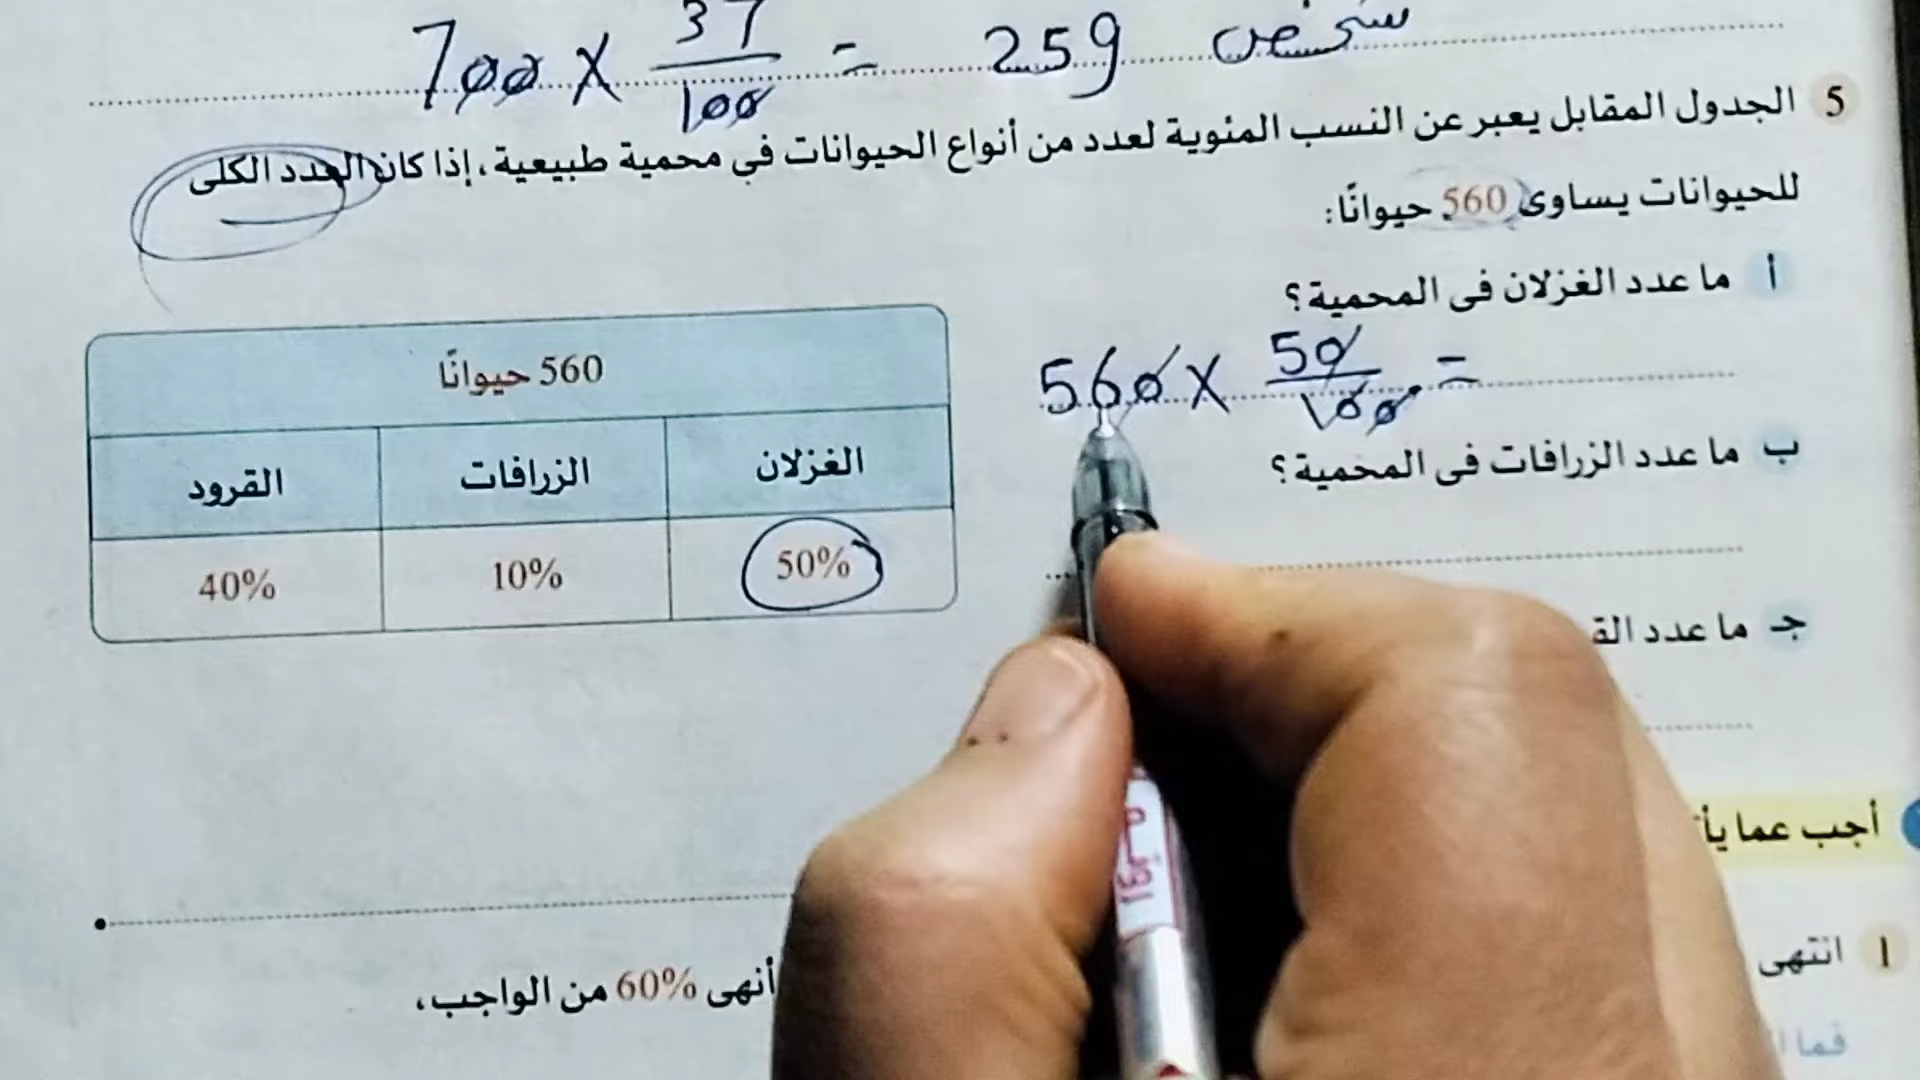 700 × 37/100 = 259 شخص
5 الجدول المقابل يعبر عن النسب المئوية لعدد من أنواع الحيوانات في محمية طبيعية، إذا كان العدد الكلى
للحيوانات يساوى 560 حيوانًا:
أ ما عدد الغزلان فى المحمية؟
560 × 50/100 =
ب ما عدد الزرافات فى المحمية؟
جـ ما عدد
560 حيوانًا
الغزلان الزرافات القرود
50% 10% 40%
أجب عما
1 انتهى
أنهى 60% من الواجب،